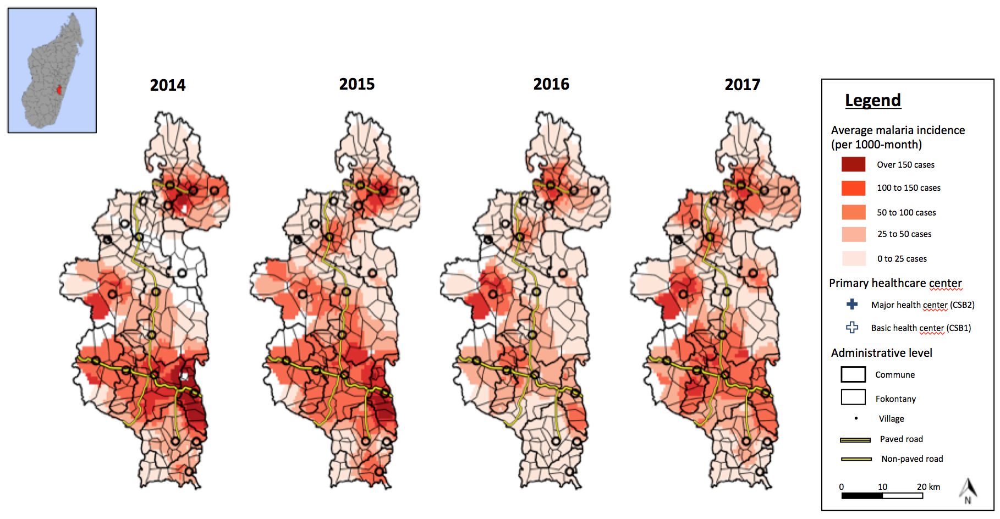 2014
2015
2016
2017
Legend
Average malaria incidence
(per 1000-month)
Over 150 cases
100 to 150 cases
50 to 100 cases
25 to 50 cases
0 to 25 cases
Primary healthcare center
Major health center (CSB2)
Basic health center (CSB1)
Administrative level
Commune
Fokontany
Village
Paved road
Non-paved road
0 10 20 km
N